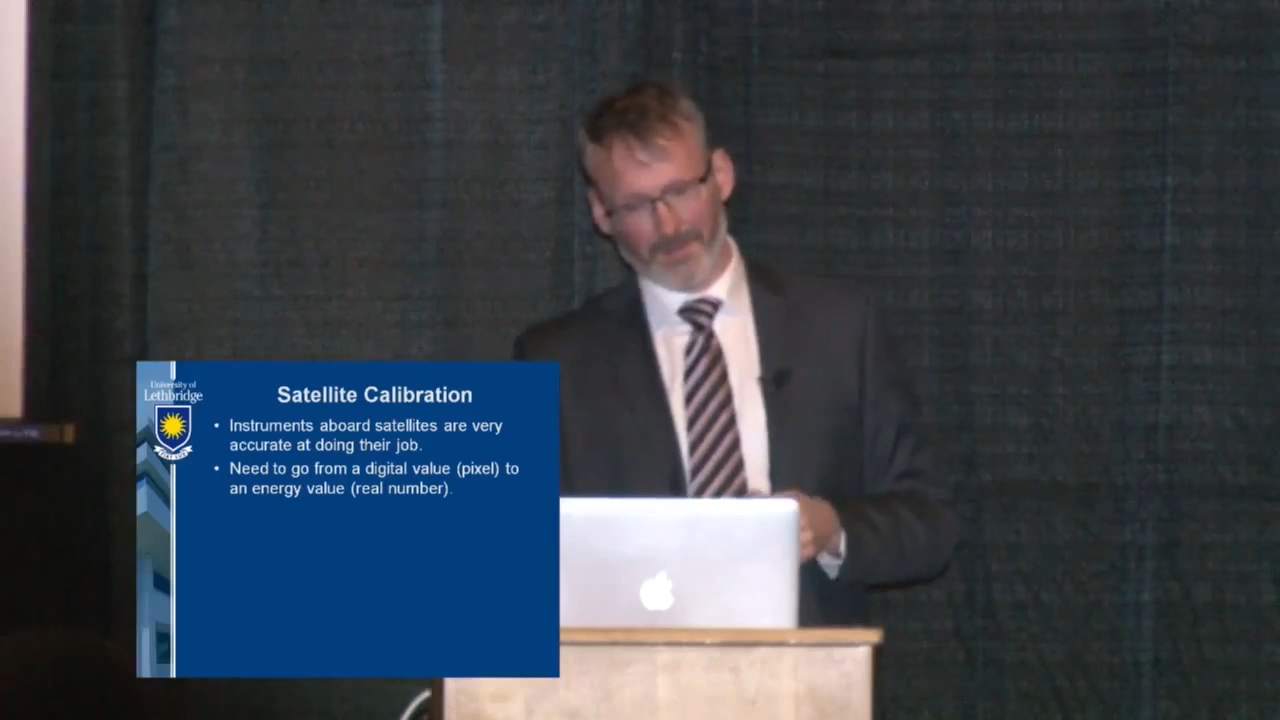 University of
Lethbridge
Satellite Calibration
• Instruments aboard satellites are very
accurate at doing their job.
• Need to go from a digital value (pixel) to
an energy value (real number).